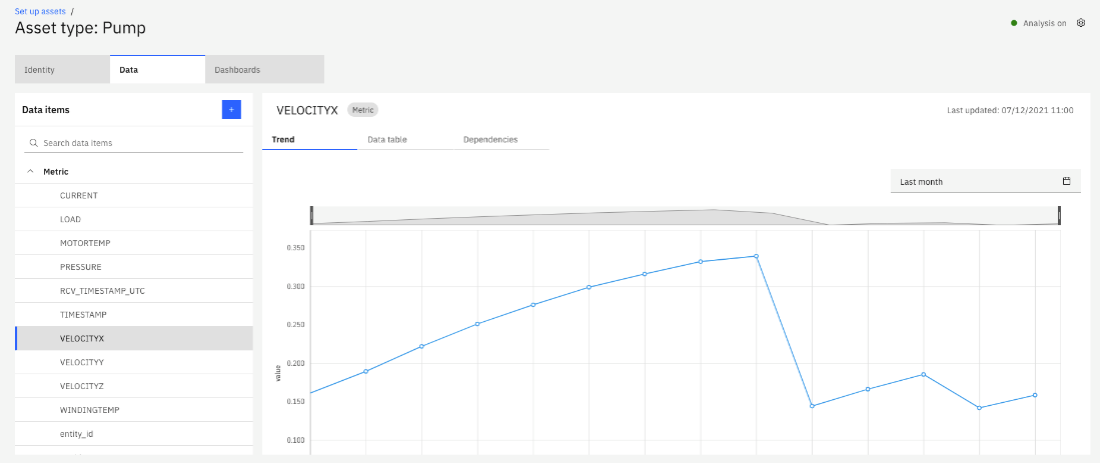 Set up assets /
Asset type: Pump
Analysis on
Identity
Data
Dashboards
Data items
+
Search data items
Metric
CURRENT
LOAD
MOTORTEMP
PRESSURE
RCV_TIMESTAMP_UTC
TIMESTAMP
VELOCITYX
VELOCITYY
VELOCITYZ
WINDINGTEMP
entity_id
VELOCITYX Metric
Last updated: 07/12/2021 11:00
Trend
Data table
Dependencies
Last month
value
0.350
0.300
0.250
0.200
0.150
0.100